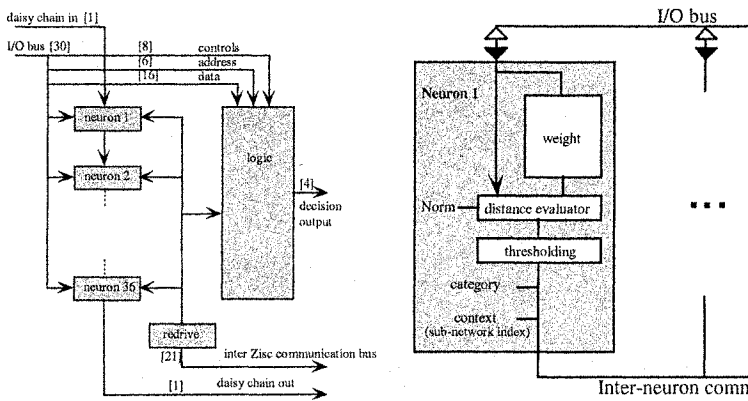 daisy chain in [1]
I/O bus [30]
[8] controls
[6] address
[16] data
neuron 1
neuron 2
logic
[4]
decision
output
neuron 36
redrive
[21]
inter Zisc communication bus
[1] daisy chain out
I/O bus
Neuron 1
weight
Norm
distance evaluator
thresholding
category
context
(sub-network index)
Inter-neuron comm